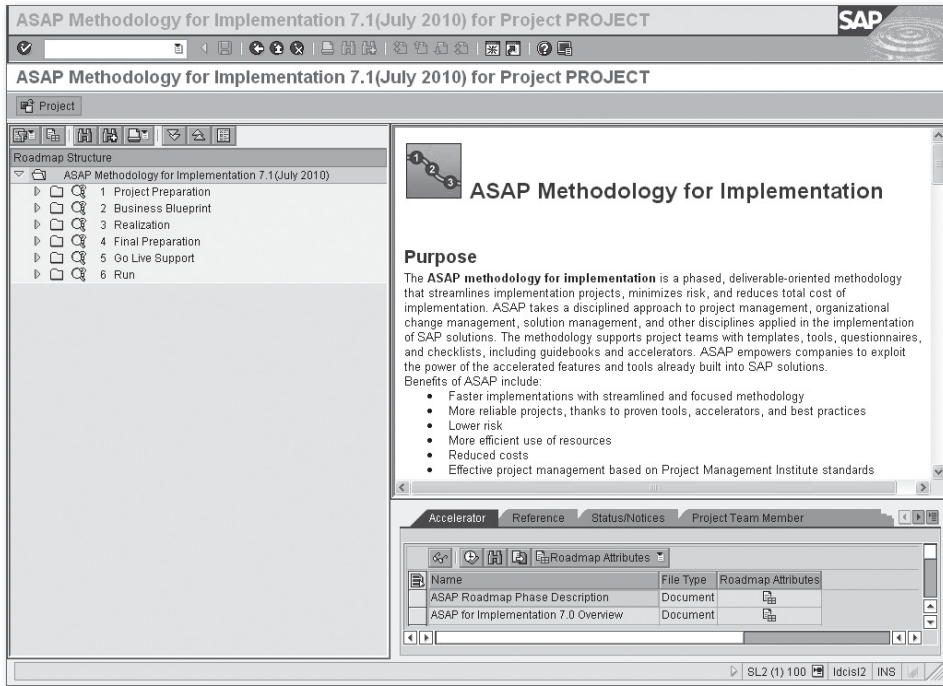 ASAP Methodology for Implementation 7.1(July 2010) for Project PROJECT
SAP
ASAP Methodology for Implementation 7.1(July 2010) for Project PROJECT
Project
Roadmap Structure
ASAP Methodology for Implementation 7.1(July 2010)
1 Project Preparation
2 Business Blueprint
3 Realization
4 Final Preparation
5 Go Live Support
6 Run
1 2 3
ASAP Methodology for Implementation
Purpose
The ASAP methodology for implementation is a phased, deliverable-oriented methodology
that streamlines implementation projects, minimizes risk, and reduces total cost of
implementation. ASAP takes a disciplined approach to project management, organizational
change management, solution management, and other disciplines applied in the implementation
of SAP solutions. The methodology supports project teams with templates, tools, questionnaires,
and checklists, including guidebooks and accelerators. ASAP empowers companies to exploit
the power of the accelerated features and tools already built into SAP solutions.
Benefits of ASAP include:
• Faster implementations with streamlined and focused methodology
• More reliable projects, thanks to proven tools, accelerators, and best practices
• Lower risk
• More efficient use of resources
• Reduced costs
• Effective project management based on Project Management Institute standards
Accelerator Reference Status/Notices Project Team Member
Roadmap Attributes
Name File Type Roadmap Attributes
ASAP Roadmap Phase Description Document
ASAP for Implementation 7.0 Overview Document
SL2 (1) 100 ldcisl2 INS